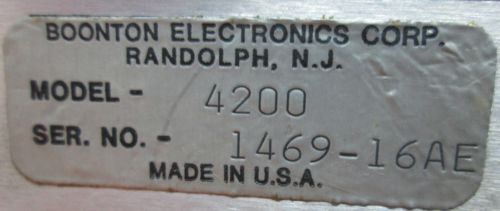 BOONTON ELECTRONICS CORP.
RANDOLPH, N.J.
MODEL - 4200
SER. NO. - 1469-16AE
MADE IN U.S.A.